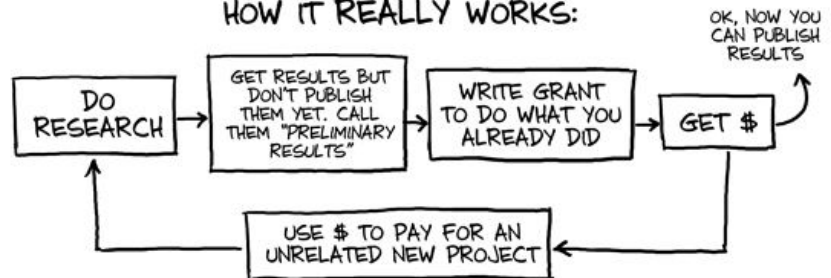 HOW IT REALLY WORKS:
DO
RESEARCH
GET RESULTS BUT
DON'T PUBLISH
THEM YET. CALL
THEM "PRELIMINARY
RESULTS"
WRITE GRANT
TO DO WHAT YOU
ALREADY DID
GET $
OK, NOW YOU
CAN PUBLISH
RESULTS
USE $ TO PAY FOR AN
UNRELATED NEW PROJECT